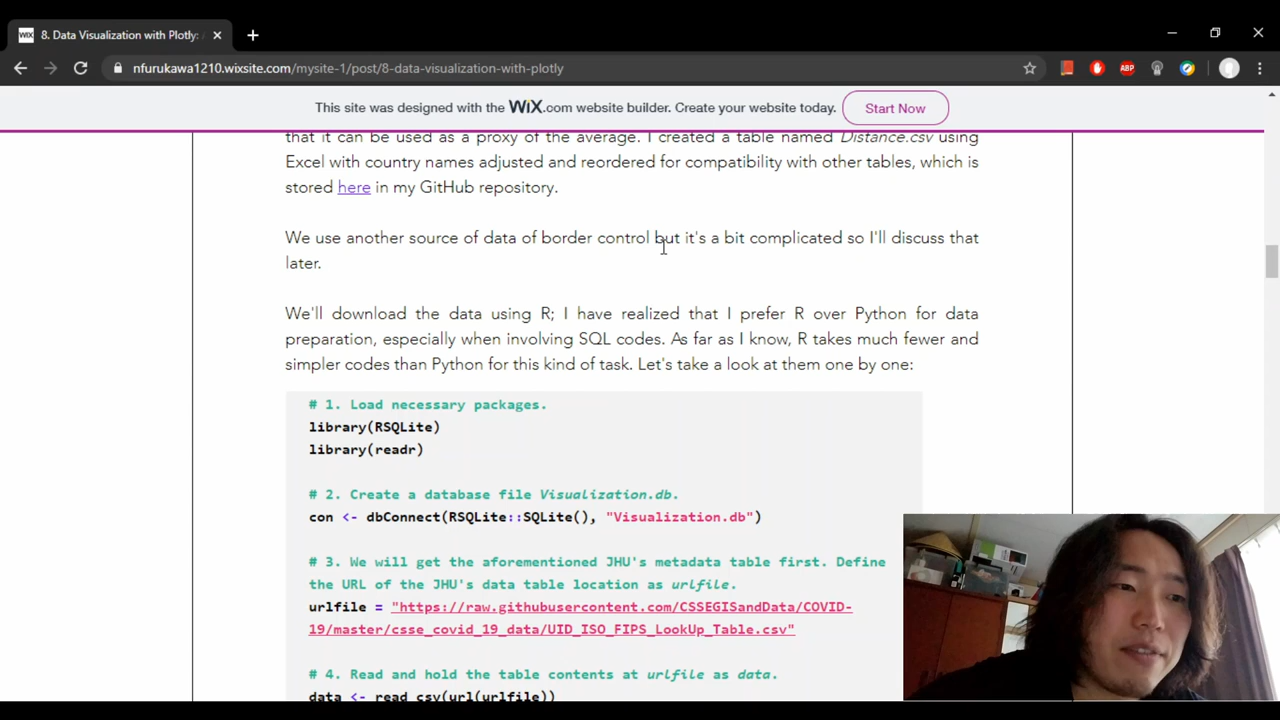 WiX
8. Data Visualization with Plotly:
nfurukawa1210.wixsite.com/mysite-1/post/8-data-visualization-with-plotly
ABP
This site was designed with the WiX.com website builder. Create your website today.
Start Now
that it can be used as a proxy of the average. I created a table named Distance.csv using
Excel with country names adjusted and reordered for compatibility with other tables, which is
stored here in my GitHub repository.
We use another source of data of border control but it's a bit complicated so I'll discuss that
later.
We'll download the data using R; I have realized that I prefer R over Python for data
preparation, especially when involving SQL codes. As far as I know, R takes much fewer and
simpler codes than Python for this kind of task. Let's take a look at them one by one:
# 1. Load necessary packages.
library(RSQLite)
library(readr)
# 2. Create a database file Visualization.db.
con <- dbConnect(RSQLite::SQLite(), "Visualization.db")
# 3. We will get the aforementioned JHU's metadata table first. Define
the URL of the JHU's data table location as urlfile.
urlfile = "https://raw.githubusercontent.com/CSSEGISandData/COVID-
19/master/csse_covid_19_data/UID_ISO_FIPS_LookUp_Table.csv"
# 4. Read and hold the table contents at urlfile as data.
data <- read_csv(url(urlfile))